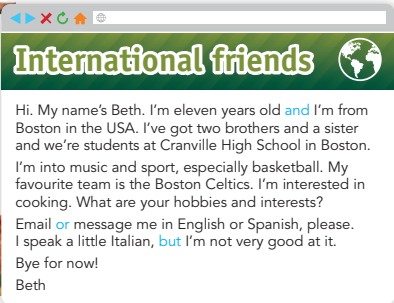 International friends
Hi. My name's Beth. I'm eleven years old and I'm from
Boston in the USA. I've got two brothers and a sister
and we're students at Cranville High School in Boston.
I'm into music and sport, especially basketball. My
favourite team is the Boston Celtics. I'm interested in
cooking. What are your hobbies and interests?
Email or message me in English or Spanish, please.
I speak a little Italian, but I'm not very good at it.
Bye for now!
Beth